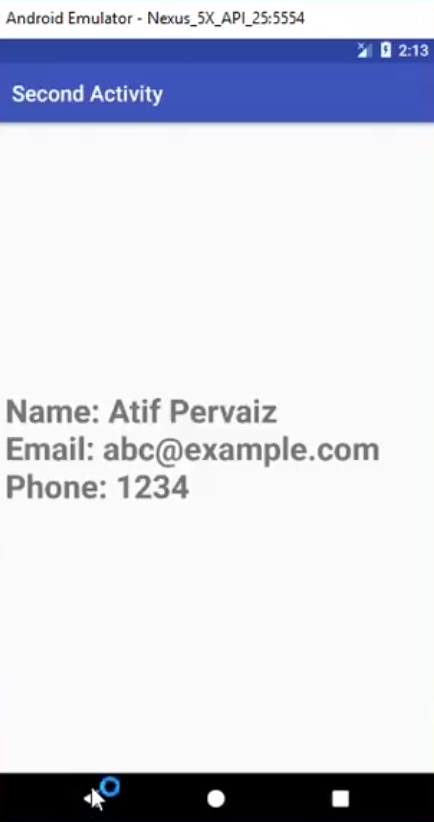 Android Emulator - Nexus_5X_API_25:5554
2:13
Second Activity
Name: Atif Pervaiz
Email: abc@example.com
Phone: 1234